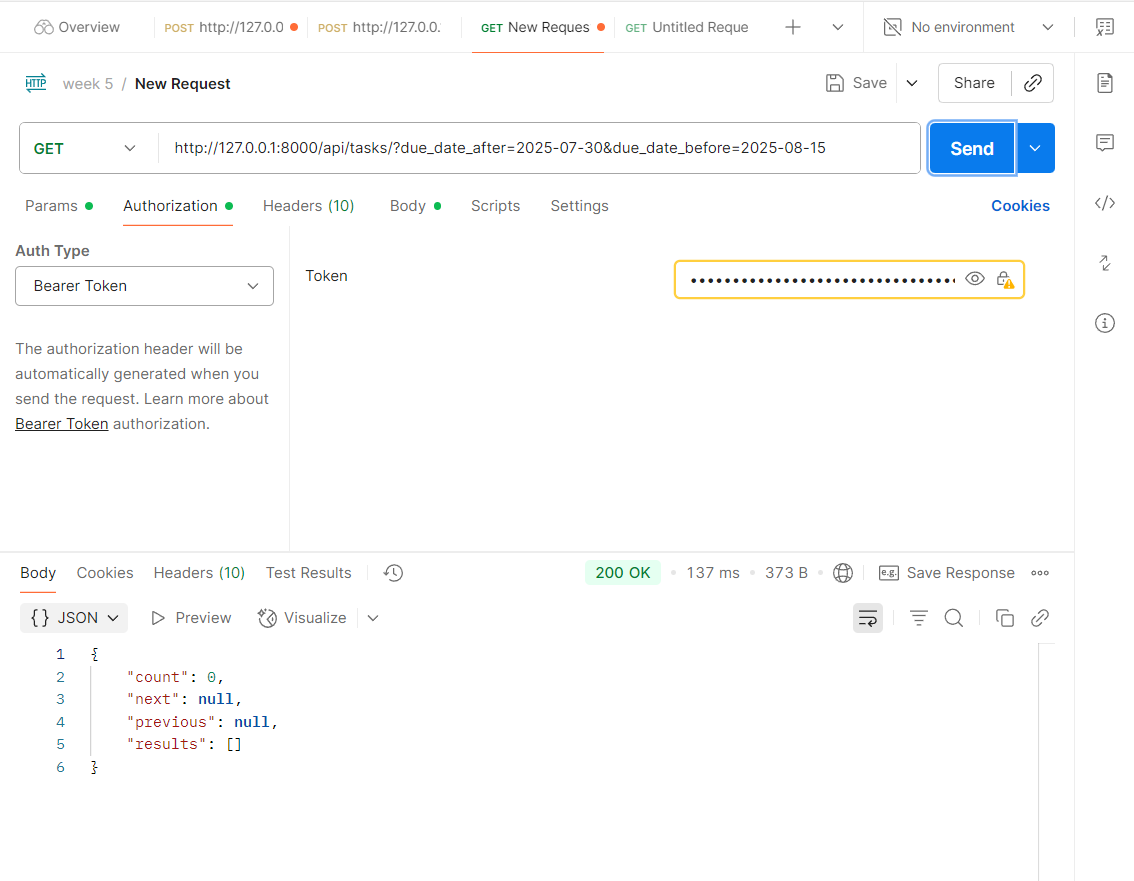 Overview POST http://127.0.0 POST http://127.0.0. GET New Reques GET Untitled Reque No environment
HTTP week 5 / New Request Save Share
GET http://127.0.0.1:8000/api/tasks/?due_date_after=2025-07-30&due_date_before=2025-08-15 Send
Params Authorization Headers (10) Body Scripts Settings Cookies
Auth Type
Bearer Token
Token
The authorization header will be
automatically generated when you
send the request. Learn more about
Bearer Token authorization.
Body Cookies Headers (10) Test Results 200 OK 137 ms 373 B e.g. Save Response
{} JSON Preview Visualize
1 {
2 "count": 0,
3 "next": null,
4 "previous": null,
5 "results": []
6 }